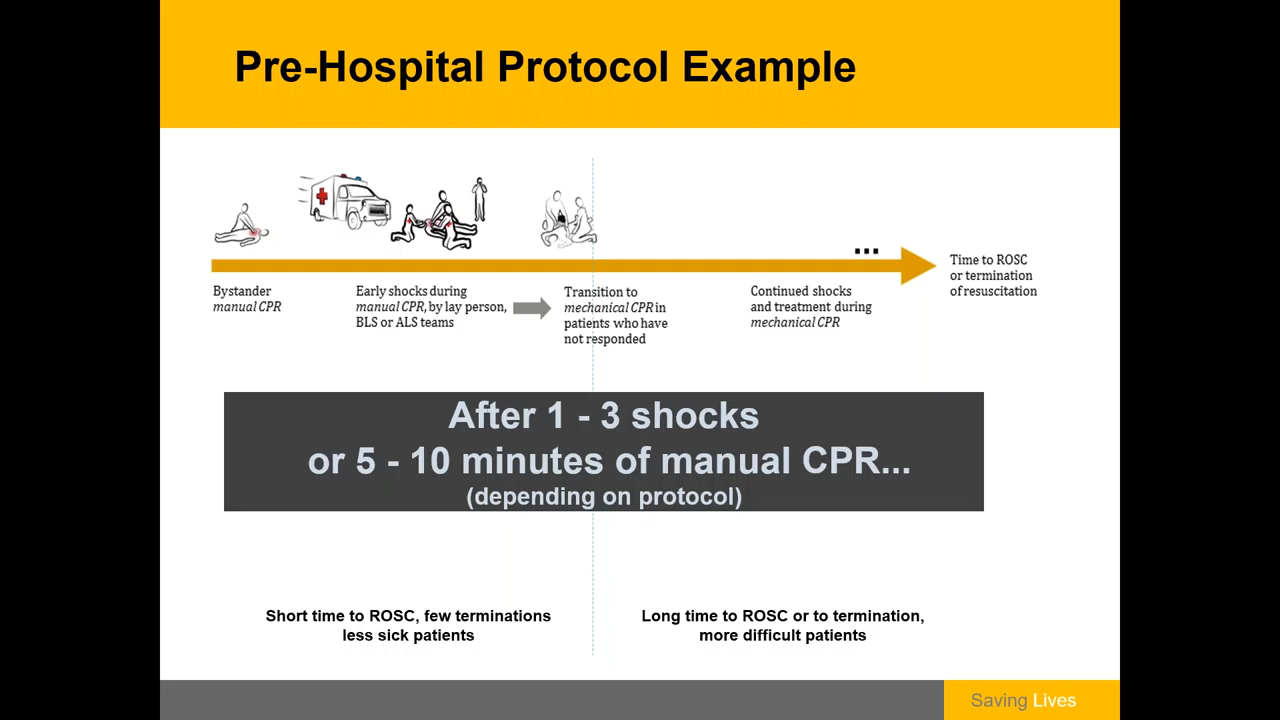 Pre-Hospital Protocol Example
...
Time to ROSC
or termination
of resuscitation
Bystander
manual CPR
Early shocks during
manual CPR, by lay person,
BLS or ALS teams
Transition to
mechanical CPR in
patients who have
not responded
Continued shocks
and treatment during
mechanical CPR
After 1 - 3 shocks
or 5 - 10 minutes of manual CPR...
(depending on protocol)
Short time to ROSC, few terminations
less sick patients
Long time to ROSC or to termination,
more difficult patients
Saving Lives